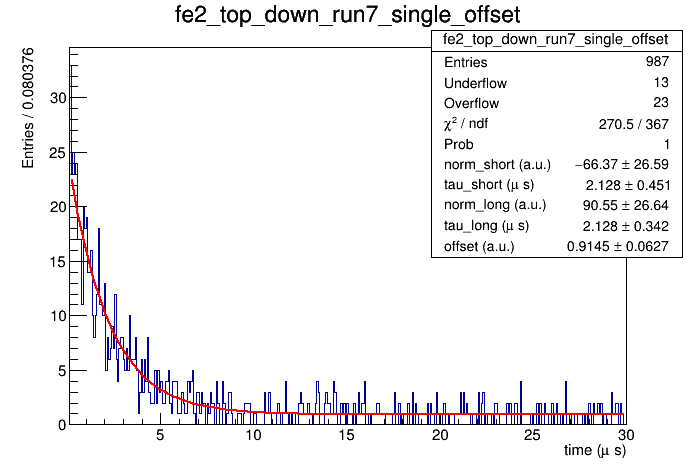 fe2_top_down_run7_single_offset
fe2_top_down_run7_single_offset
Entries 987
Underflow 13
Overflow 23
χ² / ndf 270.5 / 367
Prob 1
norm_short (a.u.) −66.37 ± 26.59
tau_short (μ s) 2.128 ± 0.451
norm_long (a.u.) 90.55 ± 26.64
tau_long (μ s) 2.128 ± 0.342
offset (a.u.) 0.9145 ± 0.0627
Entries / 0.080376
30
25
20
15
10
5
0
5 10 15 20 25 30
time (μ s)